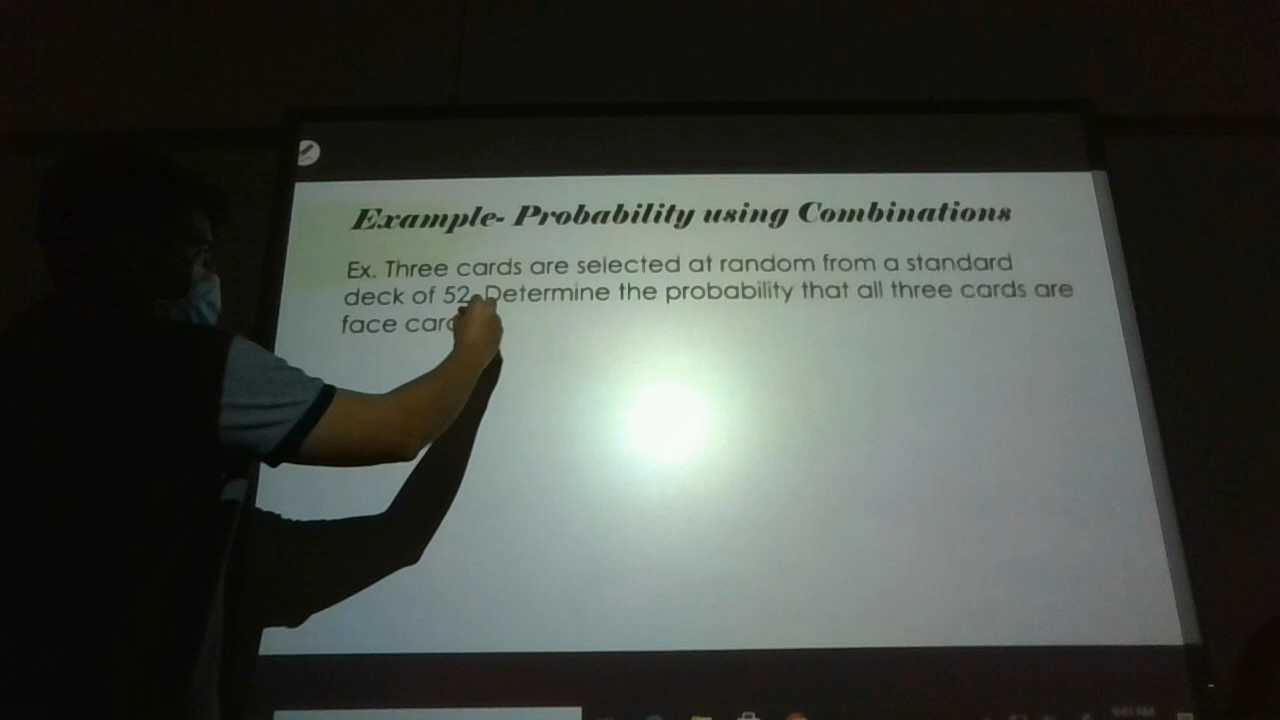 Example- Probability using Combinations
Ex. Three cards are selected at random from a standard
deck of 52. Determine the probability that all three cards are
face card